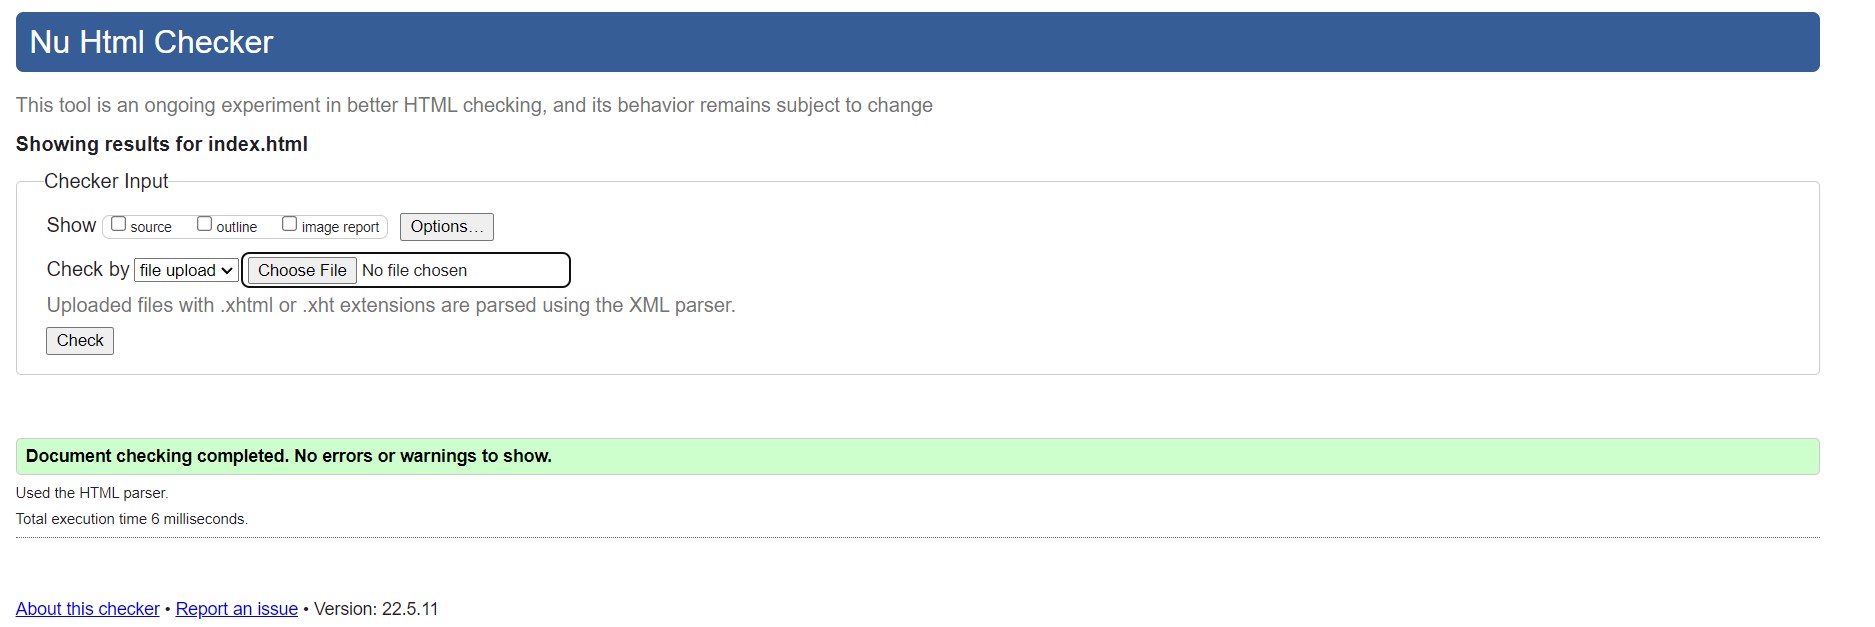 Nu Html Checker
This tool is an ongoing experiment in better HTML checking, and its behavior remains subject to change
Showing results for index.html
Checker Input
Show source outline image report Options...
Check by file upload Choose File No file chosen
Uploaded files with .xhtml or .xht extensions are parsed using the XML parser.
Check
Document checking completed. No errors or warnings to show.
Used the HTML parser.
Total execution time 6 milliseconds.
About this checker • Report an issue • Version: 22.5.11